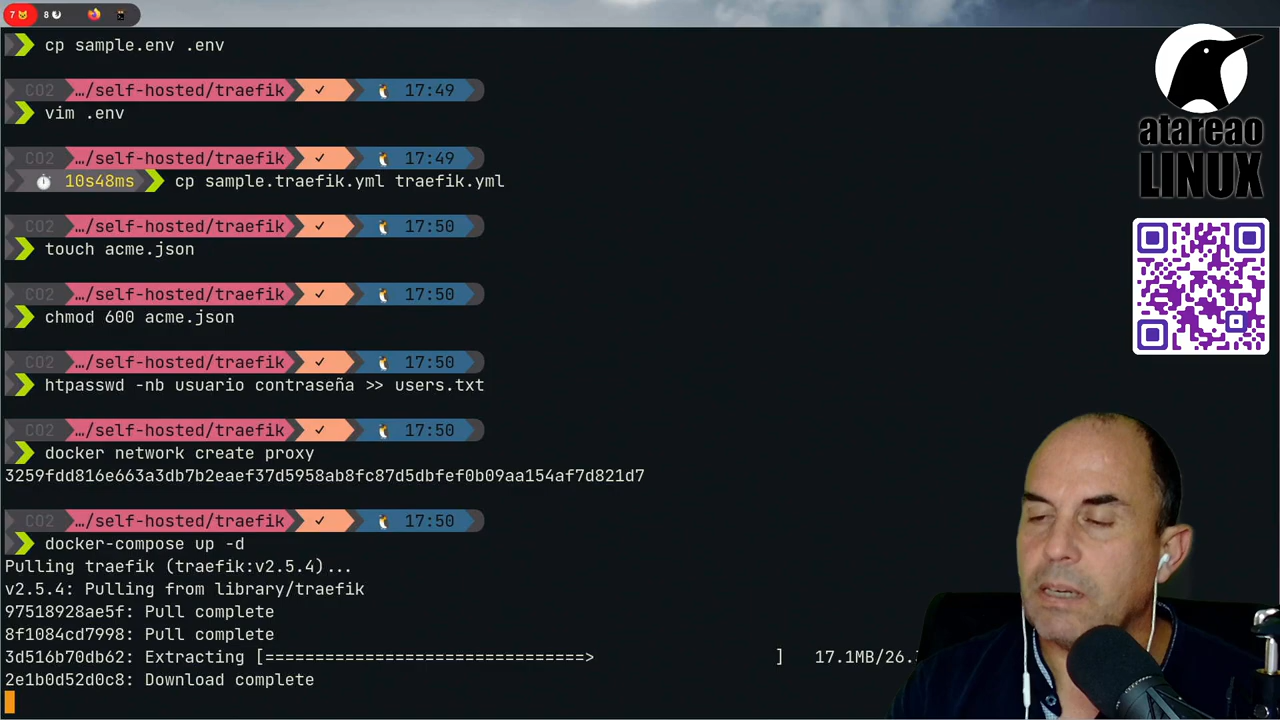 7 8
cp sample.env .env
CO2 …/self-hosted/traefik ✓ 17:49
vim .env
CO2 …/self-hosted/traefik ✓ 17:49
10s48ms cp sample.traefik.yml traefik.yml
CO2 …/self-hosted/traefik ✓ 17:50
touch acme.json
CO2 …/self-hosted/traefik ✓ 17:50
chmod 600 acme.json
CO2 …/self-hosted/traefik ✓ 17:50
htpasswd -nb usuario contraseña >> users.txt
CO2 …/self-hosted/traefik ✓ 17:50
docker network create proxy
3259fdd816e663a3db7b2eaef37d5958ab8fc87d5dbfef0b09aa154af7d821d7
CO2 …/self-hosted/traefik ✓ 17:50
docker-compose up -d
Pulling traefik (traefik:v2.5.4)...
v2.5.4: Pulling from library/traefik
97518928ae5f: Pull complete
8f1084cd7998: Pull complete
3d516b70db62: Extracting [================================> ] 17.1MB/26.
2e1b0d52d0c8: Download complete
atareao
LINUX